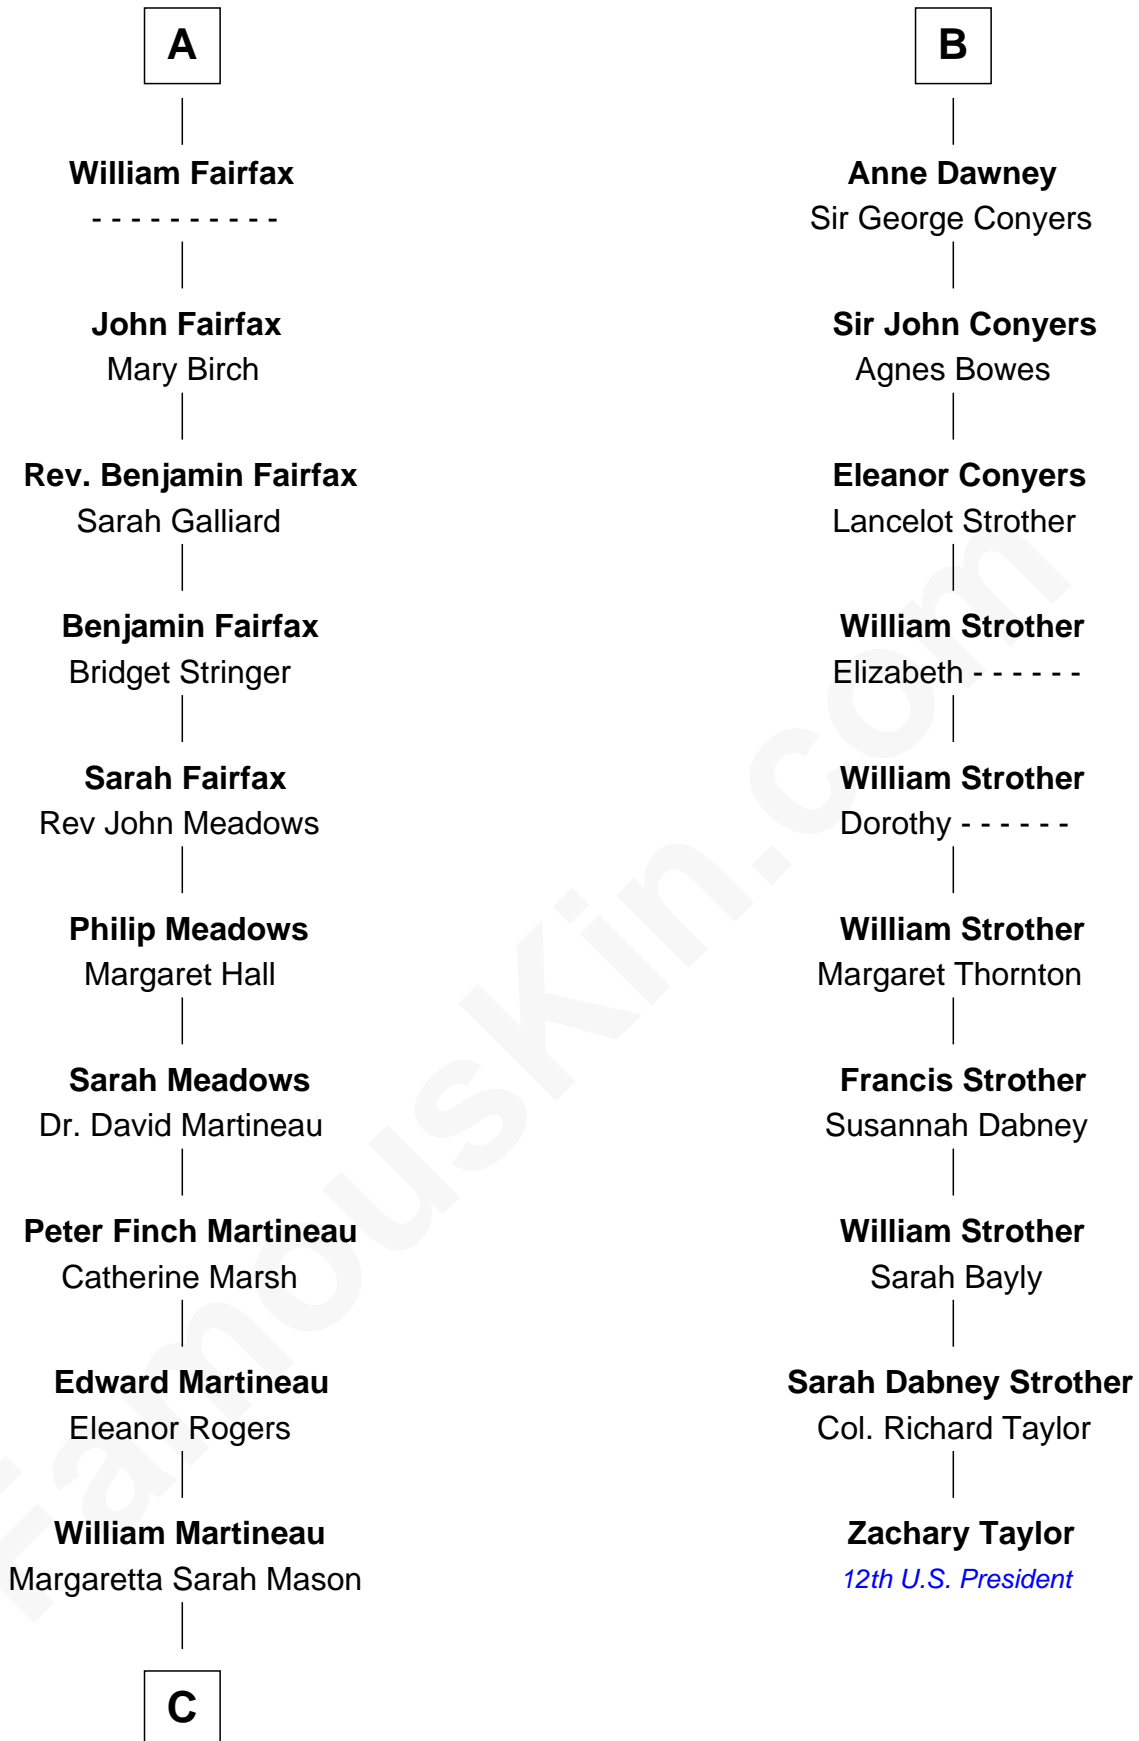 A
William Fairfax
- - - - - - - - - -
John Fairfax
Mary Birch
Rev. Benjamin Fairfax
Sarah Galliard
Benjamin Fairfax
Bridget Stringer
Sarah Fairfax
Rev John Meadows
Philip Meadows
Margaret Hall
Sarah Meadows
Dr. David Martineau
Peter Finch Martineau
Catherine Marsh
Edward Martineau
Eleanor Rogers
William Martineau
Margaretta Sarah Mason
C
B
Anne Dawney
Sir George Conyers
Sir John Conyers
Agnes Bowes
Eleanor Conyers
Lancelot Strother
William Strother
Elizabeth - - - - - -
William Strother
Dorothy - - - - - -
William Strother
Margaret Thornton
Francis Strother
Susannah Dabney
William Strother
Sarah Bayly
Sarah Dabney Strother
Col. Richard Taylor
Zachary Taylor
12th U.S. President
FamousKin.com